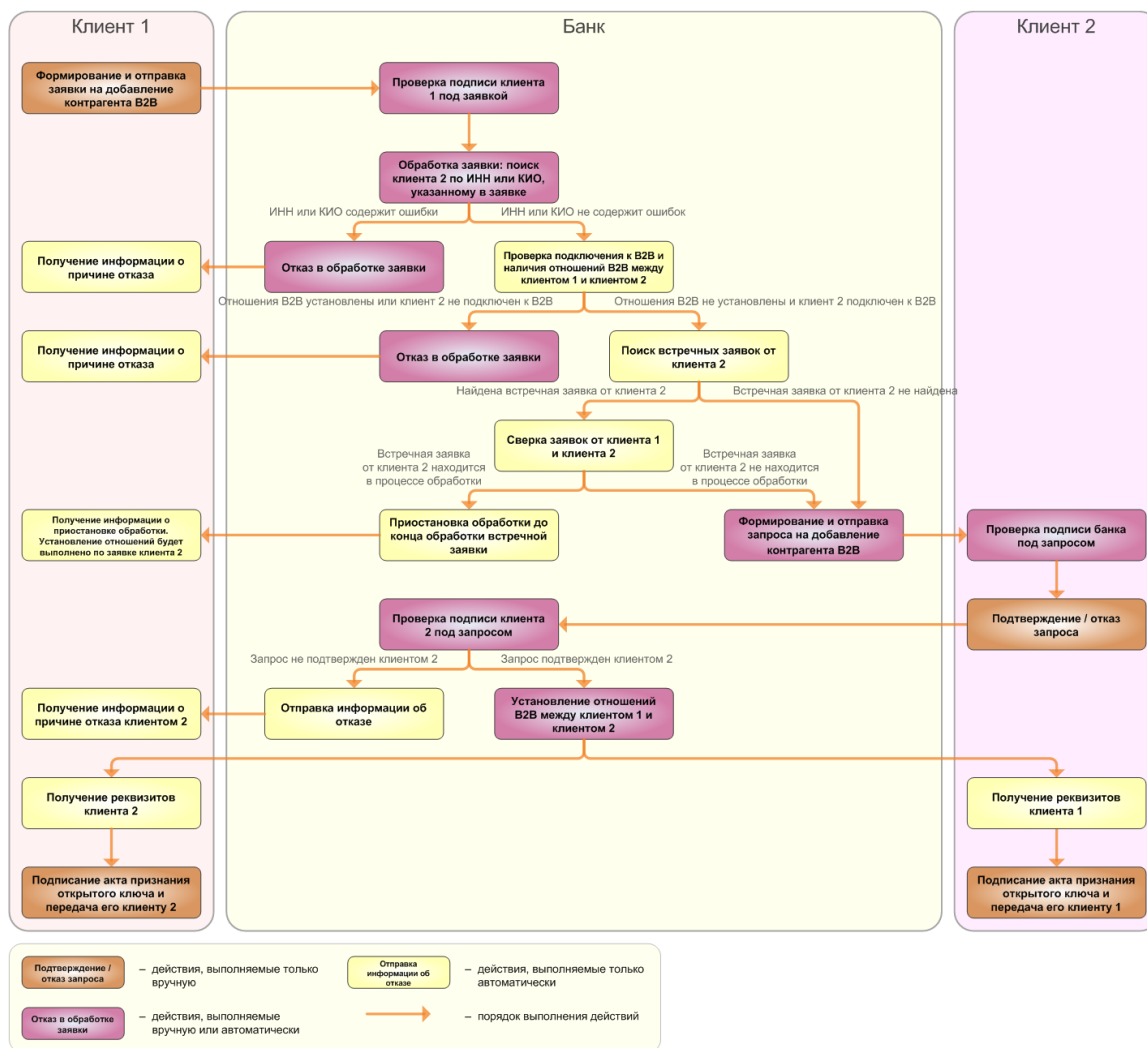 Клиент 1
Банк
Клиент 2
Формирование и отправка
заявки на добавление
контрагента B2B
Проверка подписи клиента
1 под заявкой
Обработка заявки: поиск
клиента 2 по ИНН или КИО,
указанному в заявке
ИНН или КИО содержит ошибки
ИНН или КИО не содержит ошибок
Получение информации о
причине отказа
Отказ в обработке заявки
Проверка подключения к B2B и
наличия отношений B2B между
клиентом 1 и клиентом 2
Отношения B2B установлены или клиент 2 не подключен к B2B
Отношения B2B не установлены и клиент 2 подключен к B2B
Получение информации о
причине отказа
Отказ в обработке заявки
Поиск встречных заявок от
клиента 2
Найдена встречная заявка от клиента 2
Встречная заявка от клиента 2 не найдена
Сверка заявок от клиента 1
и клиента 2
Встречная заявка
от клиента 2 находится
в процессе обработки
Встречная заявка
от клиента 2 не находится
в процессе обработки
Получение информации о
приостановке обработки.
Установление отношений будет
выполнено по заявке клиента 2
Приостановка обработки до
конца обработки встречной
заявки
Формирование и отправка
запроса на добавление
контрагента B2B
Проверка подписи банка
под запросом
Проверка подписи клиента
2 под запросом
Подтверждение / отказ
запроса
Запрос не подтвержден клиентом 2
Запрос подтвержден клиентом 2
Получение информации о
причине отказа клиентом 2
Отправка информации об
отказе
Установление отношений
B2B между клиентом 1 и
клиентом 2
Получение реквизитов
клиента 2
Получение реквизитов
клиента 1
Подписание акта признания
открытого ключа и
передача его клиенту 2
Подписание акта признания
открытого ключа и
передача его клиенту 1
Подтверждение /
отказ запроса
– действия, выполняемые только
вручную
Отправка
информации об
отказе
– действия, выполняемые только
автоматически
Отказ в обработке
заявки
– действия, выполняемые
вручную или автоматически
– порядок выполнения действий